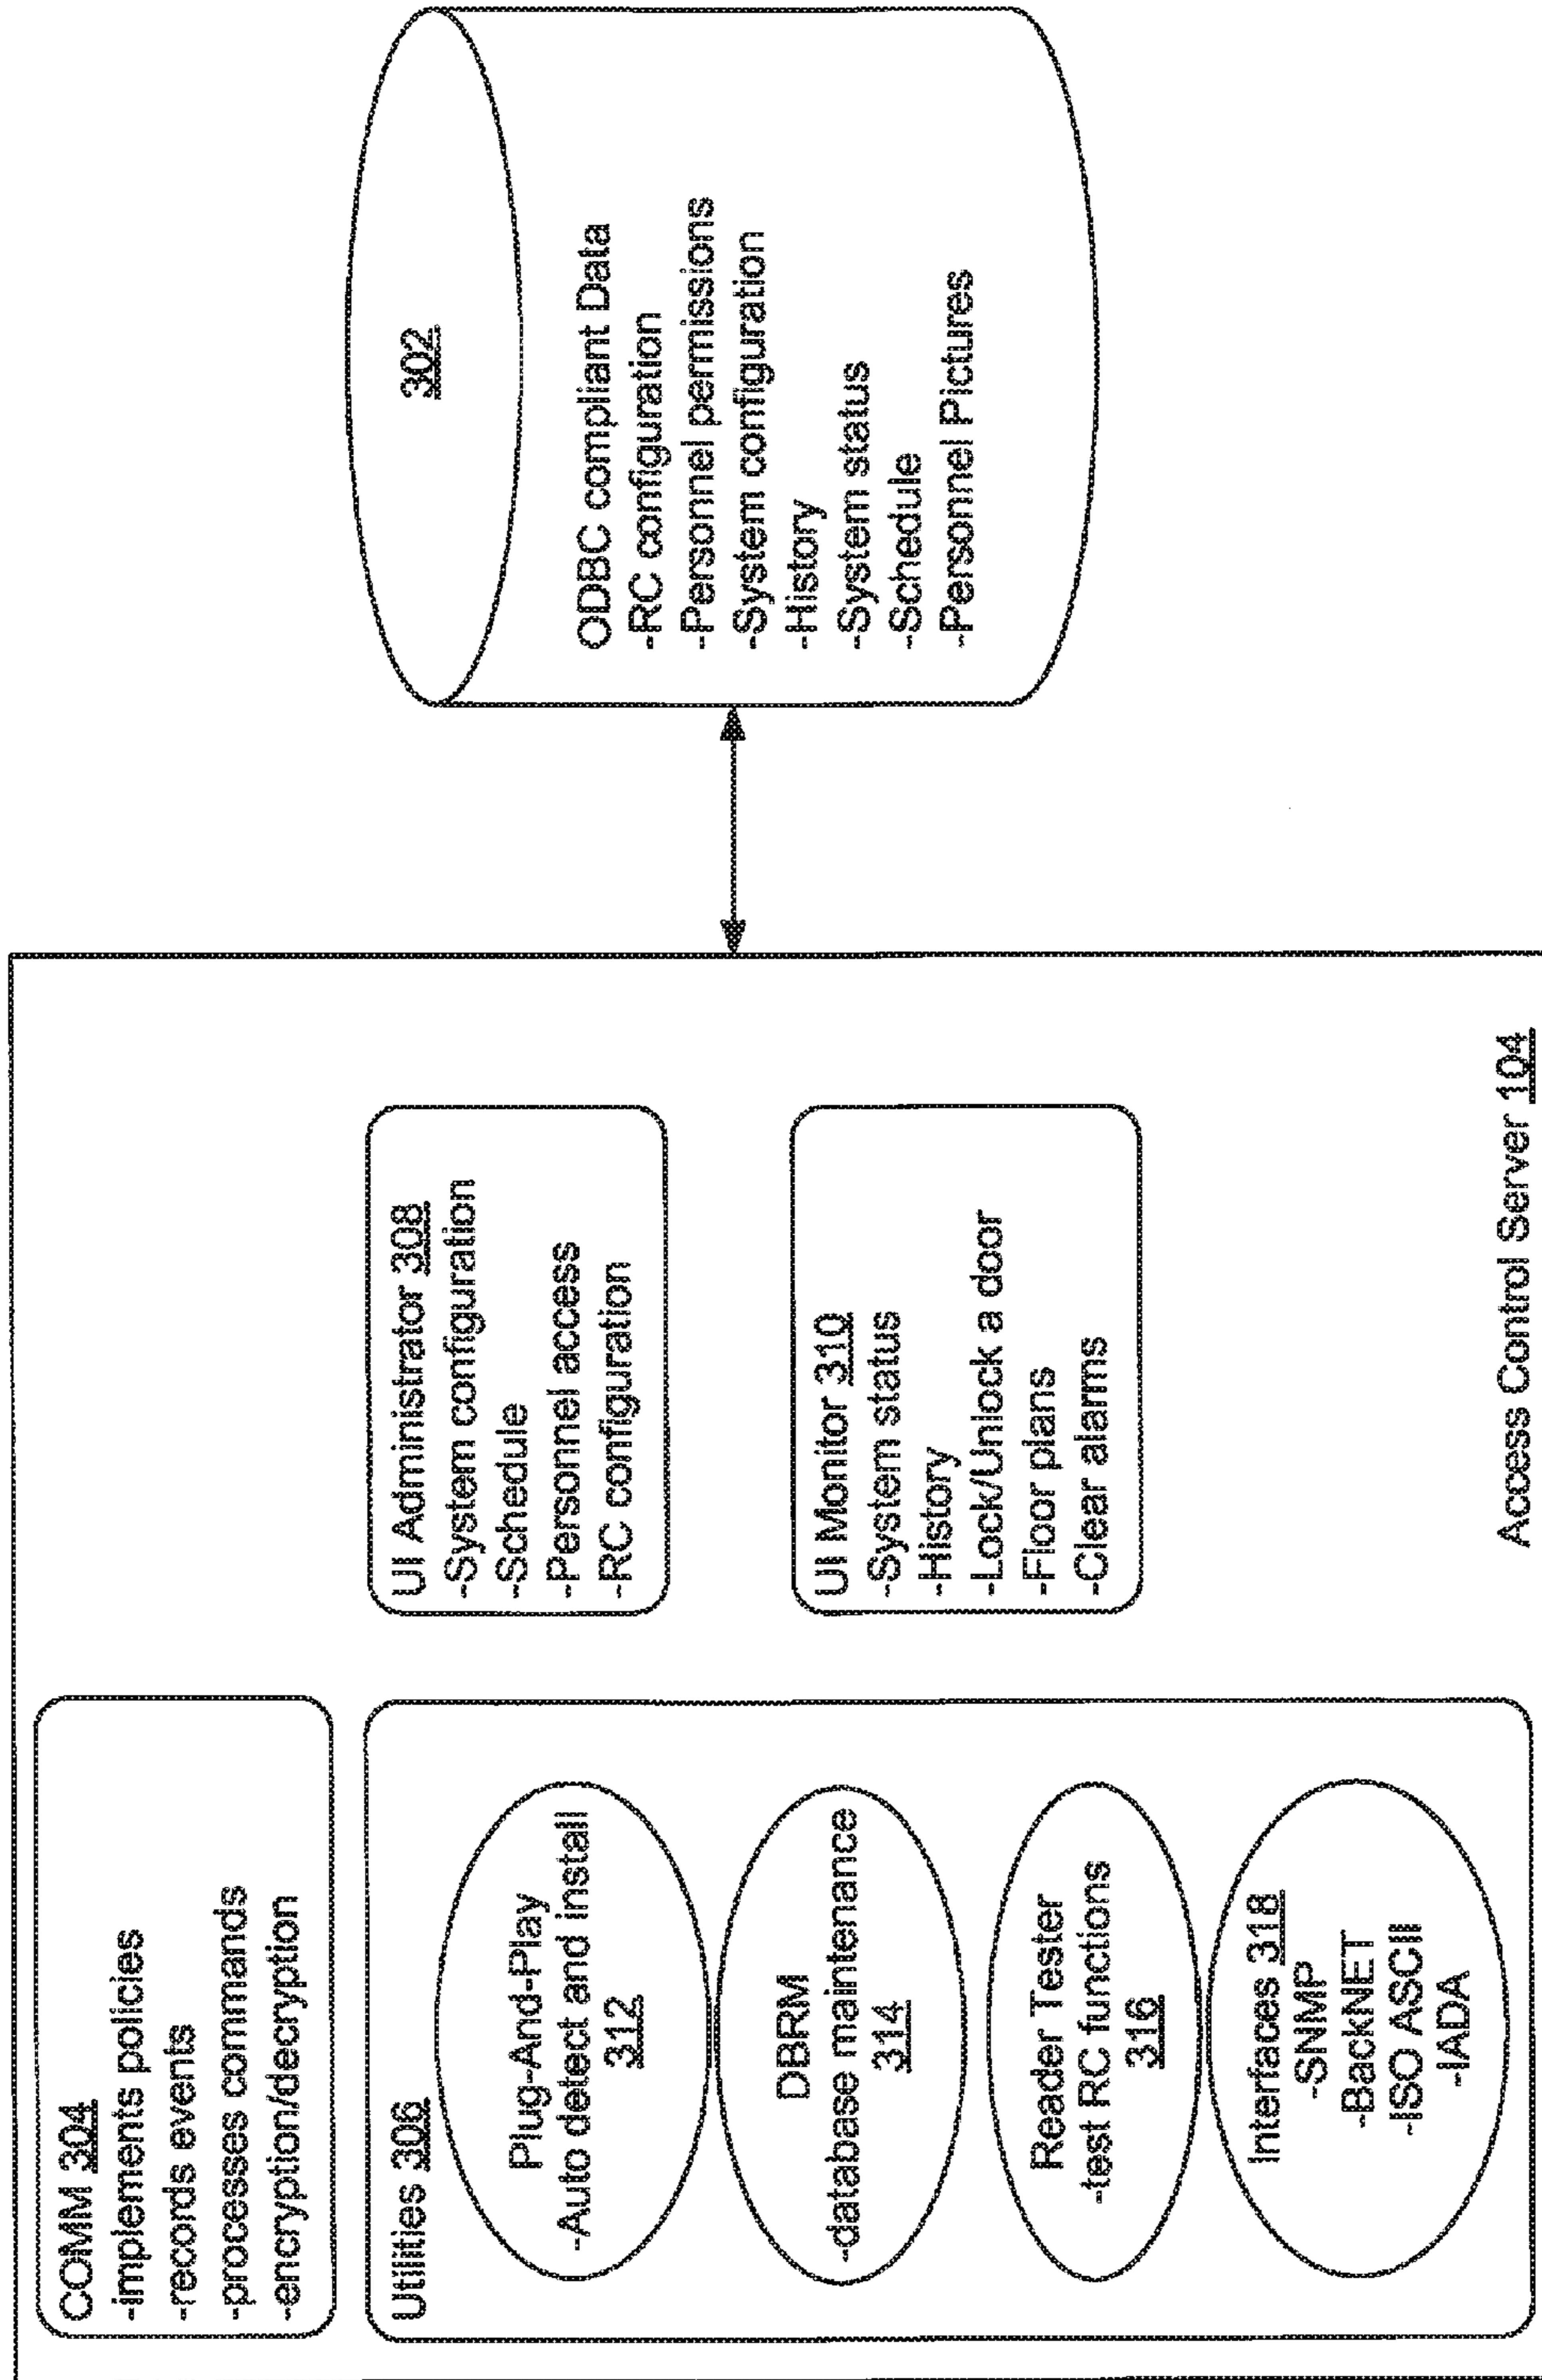 COMM 304
-implements policies
-records events
-processes commands
-encryption/decryption
Utilities 306
Plug-And-Play
-Auto detect and install
312
DBRM
-database maintenance
314
Reader Tester
-test RC functions
316
Interfaces 318
-SNMP
-BackNET
-ISO ASCII
-IADA
UI Administrator 308
-System configuration
-Schedule
-Personnel access
-RC configuration
UI Monitor 310
-System status
-History
-Lock/Unlock a door
-Floor plans
-Clear alarms
Access Control Server 104
302
ODBC compliant Data
-RC configuration
-Personnel permissions
-System configuration
-History
-System status
-Schedule
-Personnel Pictures